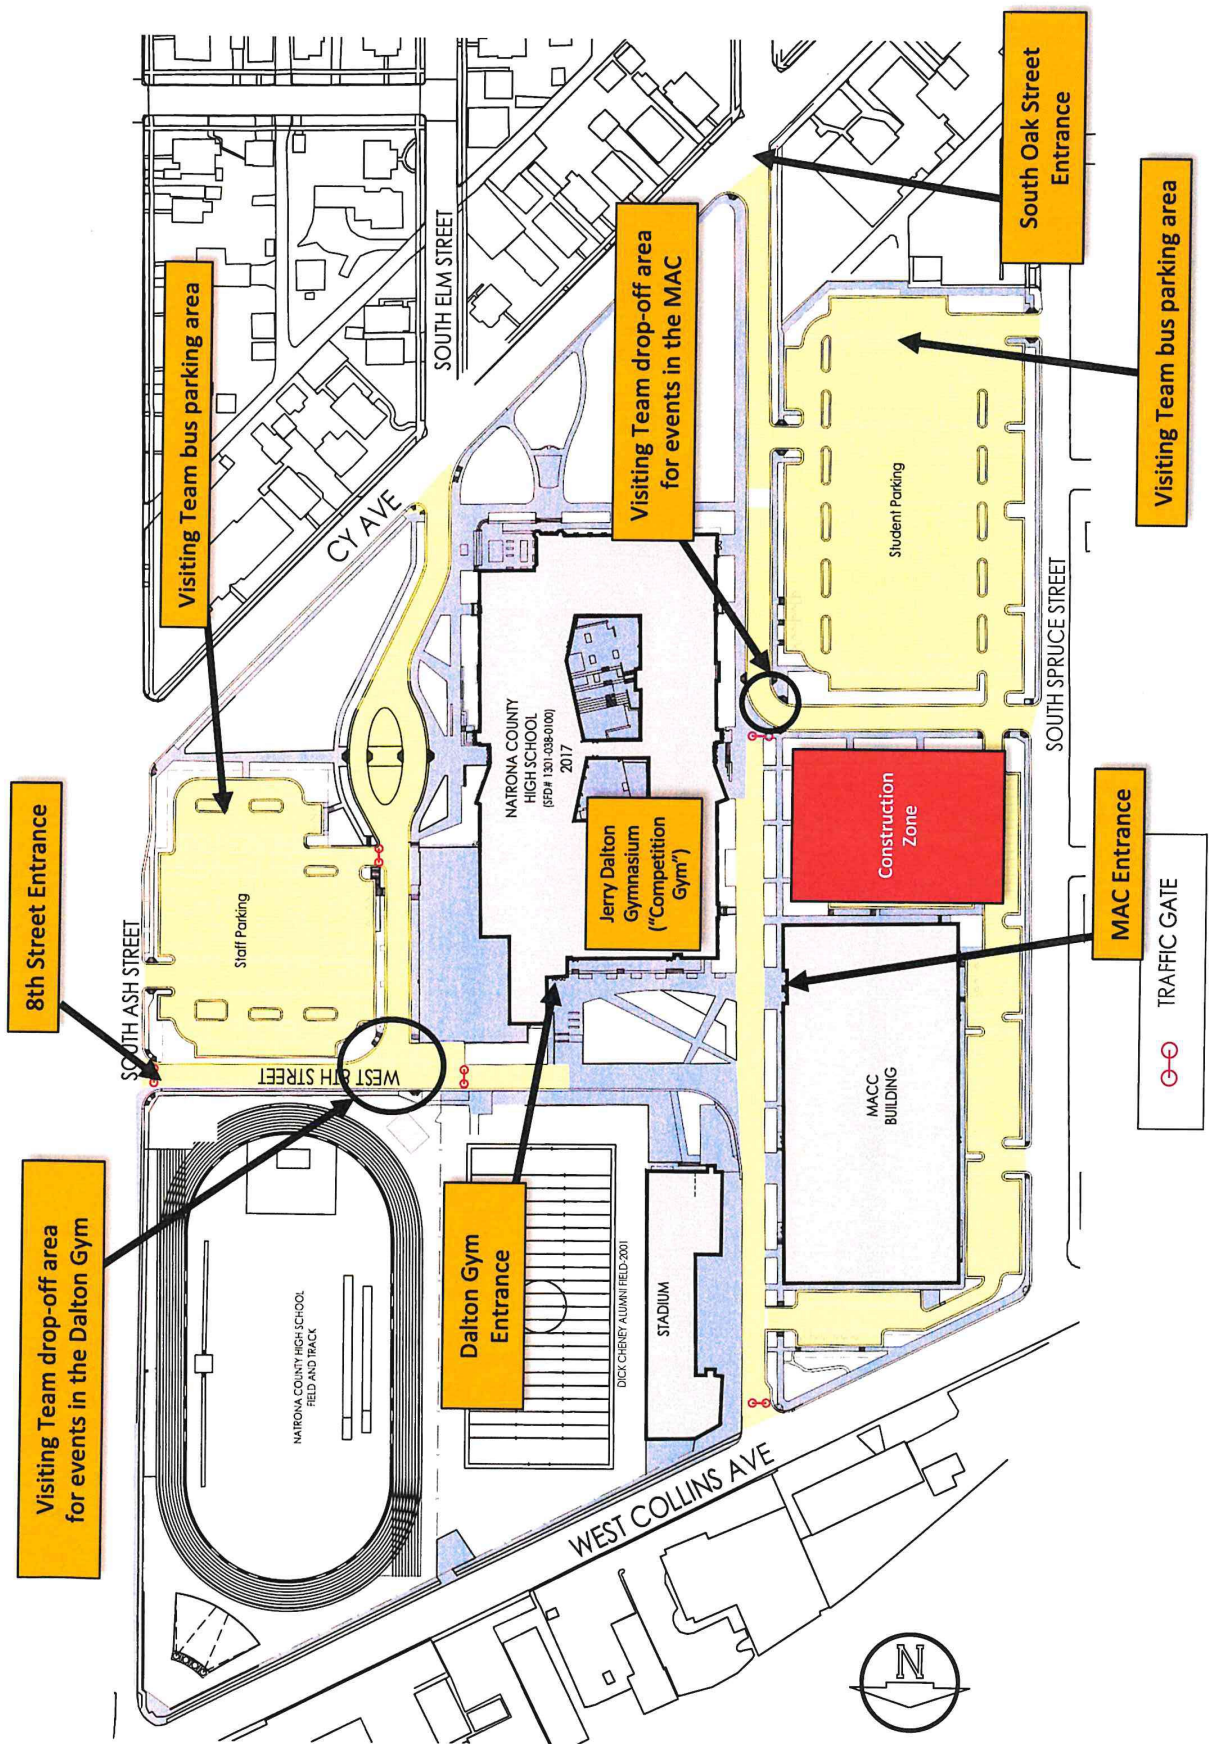 8th Street Entrance
Visiting Team bus parking area
Visiting Team drop-off area
for events in the Dalton Gym
SOUTH ASH STREET
Staff Parking
WEST 8TH STREET
CY AVE
SOUTH ELM STREET
NATRONA COUNTY HIGH SCHOOL
FIELD AND TRACK
Dalton Gym
Entrance
DICK CHENEY ALUMNI FIELD-2001
STADIUM
NATRONA COUNTY
HIGH SCHOOL
(SFD# 1301-038-0100)
2017
Jerry Dalton
Gymnasium
("Competition
Gym")
Visiting Team drop-off area
for events in the MAC
South Oak Street
Entrance
Student Parking
Visiting Team bus parking area
Construction
Zone
MACC
BUILDING
MAC Entrance
SOUTH SPRUCE STREET
WEST COLLINS AVE
TRAFFIC GATE
N